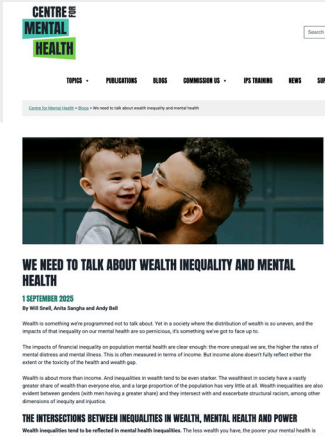 CENTRE FOR
MENTAL
HEALTH
Search
TOPICS
PUBLICATIONS
BLOGS
COMMISSION US
IPS TRAINING
NEWS
SUP
Centre for Mental Health > Blogs > We need to talk about wealth inequality and mental health
WE NEED TO TALK ABOUT WEALTH INEQUALITY AND MENTAL
HEALTH
1 SEPTEMBER 2025
By Will Snell, Anita Sangha and Andy Bell
Wealth is something we're programmed not to talk about. Yet in a society where the distribution of wealth is so uneven, and the
impacts of that inequality on our mental health are so pernicious, it's something we've got to face up to.
The impacts of financial inequality on population mental health are clear enough: the more unequal we are, the higher the rates of
mental distress and mental illness. This is often measured in terms of income. But income alone doesn't fully reflect either the
extent or the toxicity of the health and wealth gap.
Wealth is about more than income. And inequalities in wealth tend to be even starker. The wealthiest in society have a vastly
greater share of wealth than everyone else, and a large proportion of the population has very little at all. Wealth inequalities are also
evident between genders (with men having a greater share) and they intersect with and exacerbate structural racism, among other
dimensions of inequity and injustice.
THE INTERSECTIONS BETWEEN INEQUALITIES IN WEALTH, MENTAL HEALTH AND POWER
Wealth inequalities tend to be reflected in mental health inequalities. The less wealth you have, the poorer your mental health is